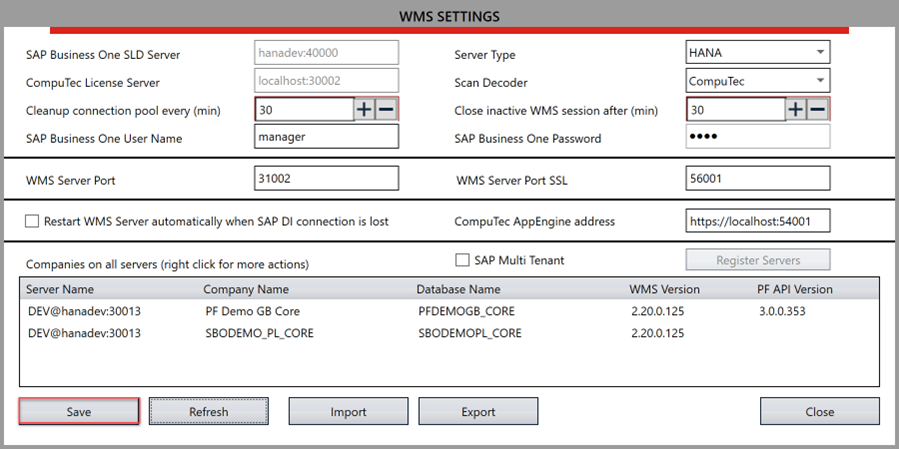 WMS SETTINGS
SAP Business One SLD Server hanadev:40000 Server Type HANA
CompuTec License Server localhost:30002 Scan Decoder CompuTec
Cleanup connection pool every (min) 30 Close inactive WMS session after (min) 30
SAP Business One User Name manager SAP Business One Password ••••
WMS Server Port 31002 WMS Server Port SSL 56001
Restart WMS Server automatically when SAP DI connection is lost CompuTec AppEngine address https://localhost:54001
Companies on all servers (right click for more actions) SAP Multi Tenant Register Servers
Server Name Company Name Database Name WMS Version PF API Version
DEV@hanadev:30013 PF Demo GB Core PFDEMOGB_CORE 2.20.0.125 3.0.0.353
DEV@hanadev:30013 SBODEMO_PL_CORE SBODEMOPL_CORE 2.20.0.125
Save Refresh Import Export Close